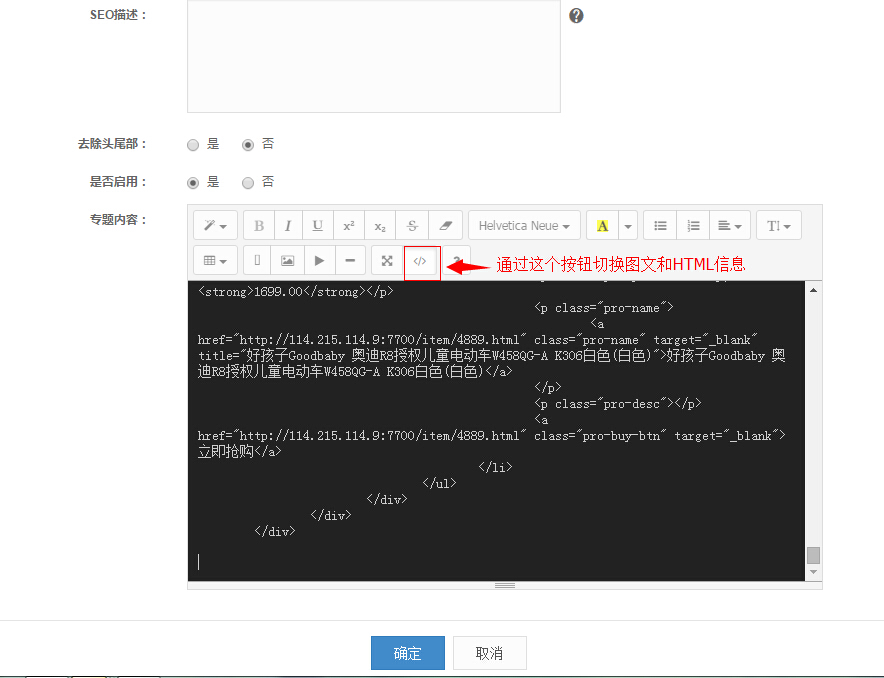 SEO描述：
去除头尾部： 是 否
是否启用： 是 否
专题内容：
B I U x² x₂ S Helvetica Neue A T!
</> ?
通过这个按钮切换图文和HTML信息
<strong>1699.00</strong></p>
<p class="pro-name">
<a
href="http://114.215.114.9:7700/item/4889.html" class="pro-name" target="_blank"
title="好孩子Goodbaby 奥迪R8授权儿童电动车W458QG-A K306白色(白色)">好孩子Goodbaby 奥
迪R8授权儿童电动车W458QG-A K306白色(白色)</a>
</p>
<p class="pro-desc"></p>
<a
href="http://114.215.114.9:7700/item/4889.html" class="pro-buy-btn" target="_blank">
立即抢购</a>
</li>
</ul>
</div>
</div>
</div>
确定 取消